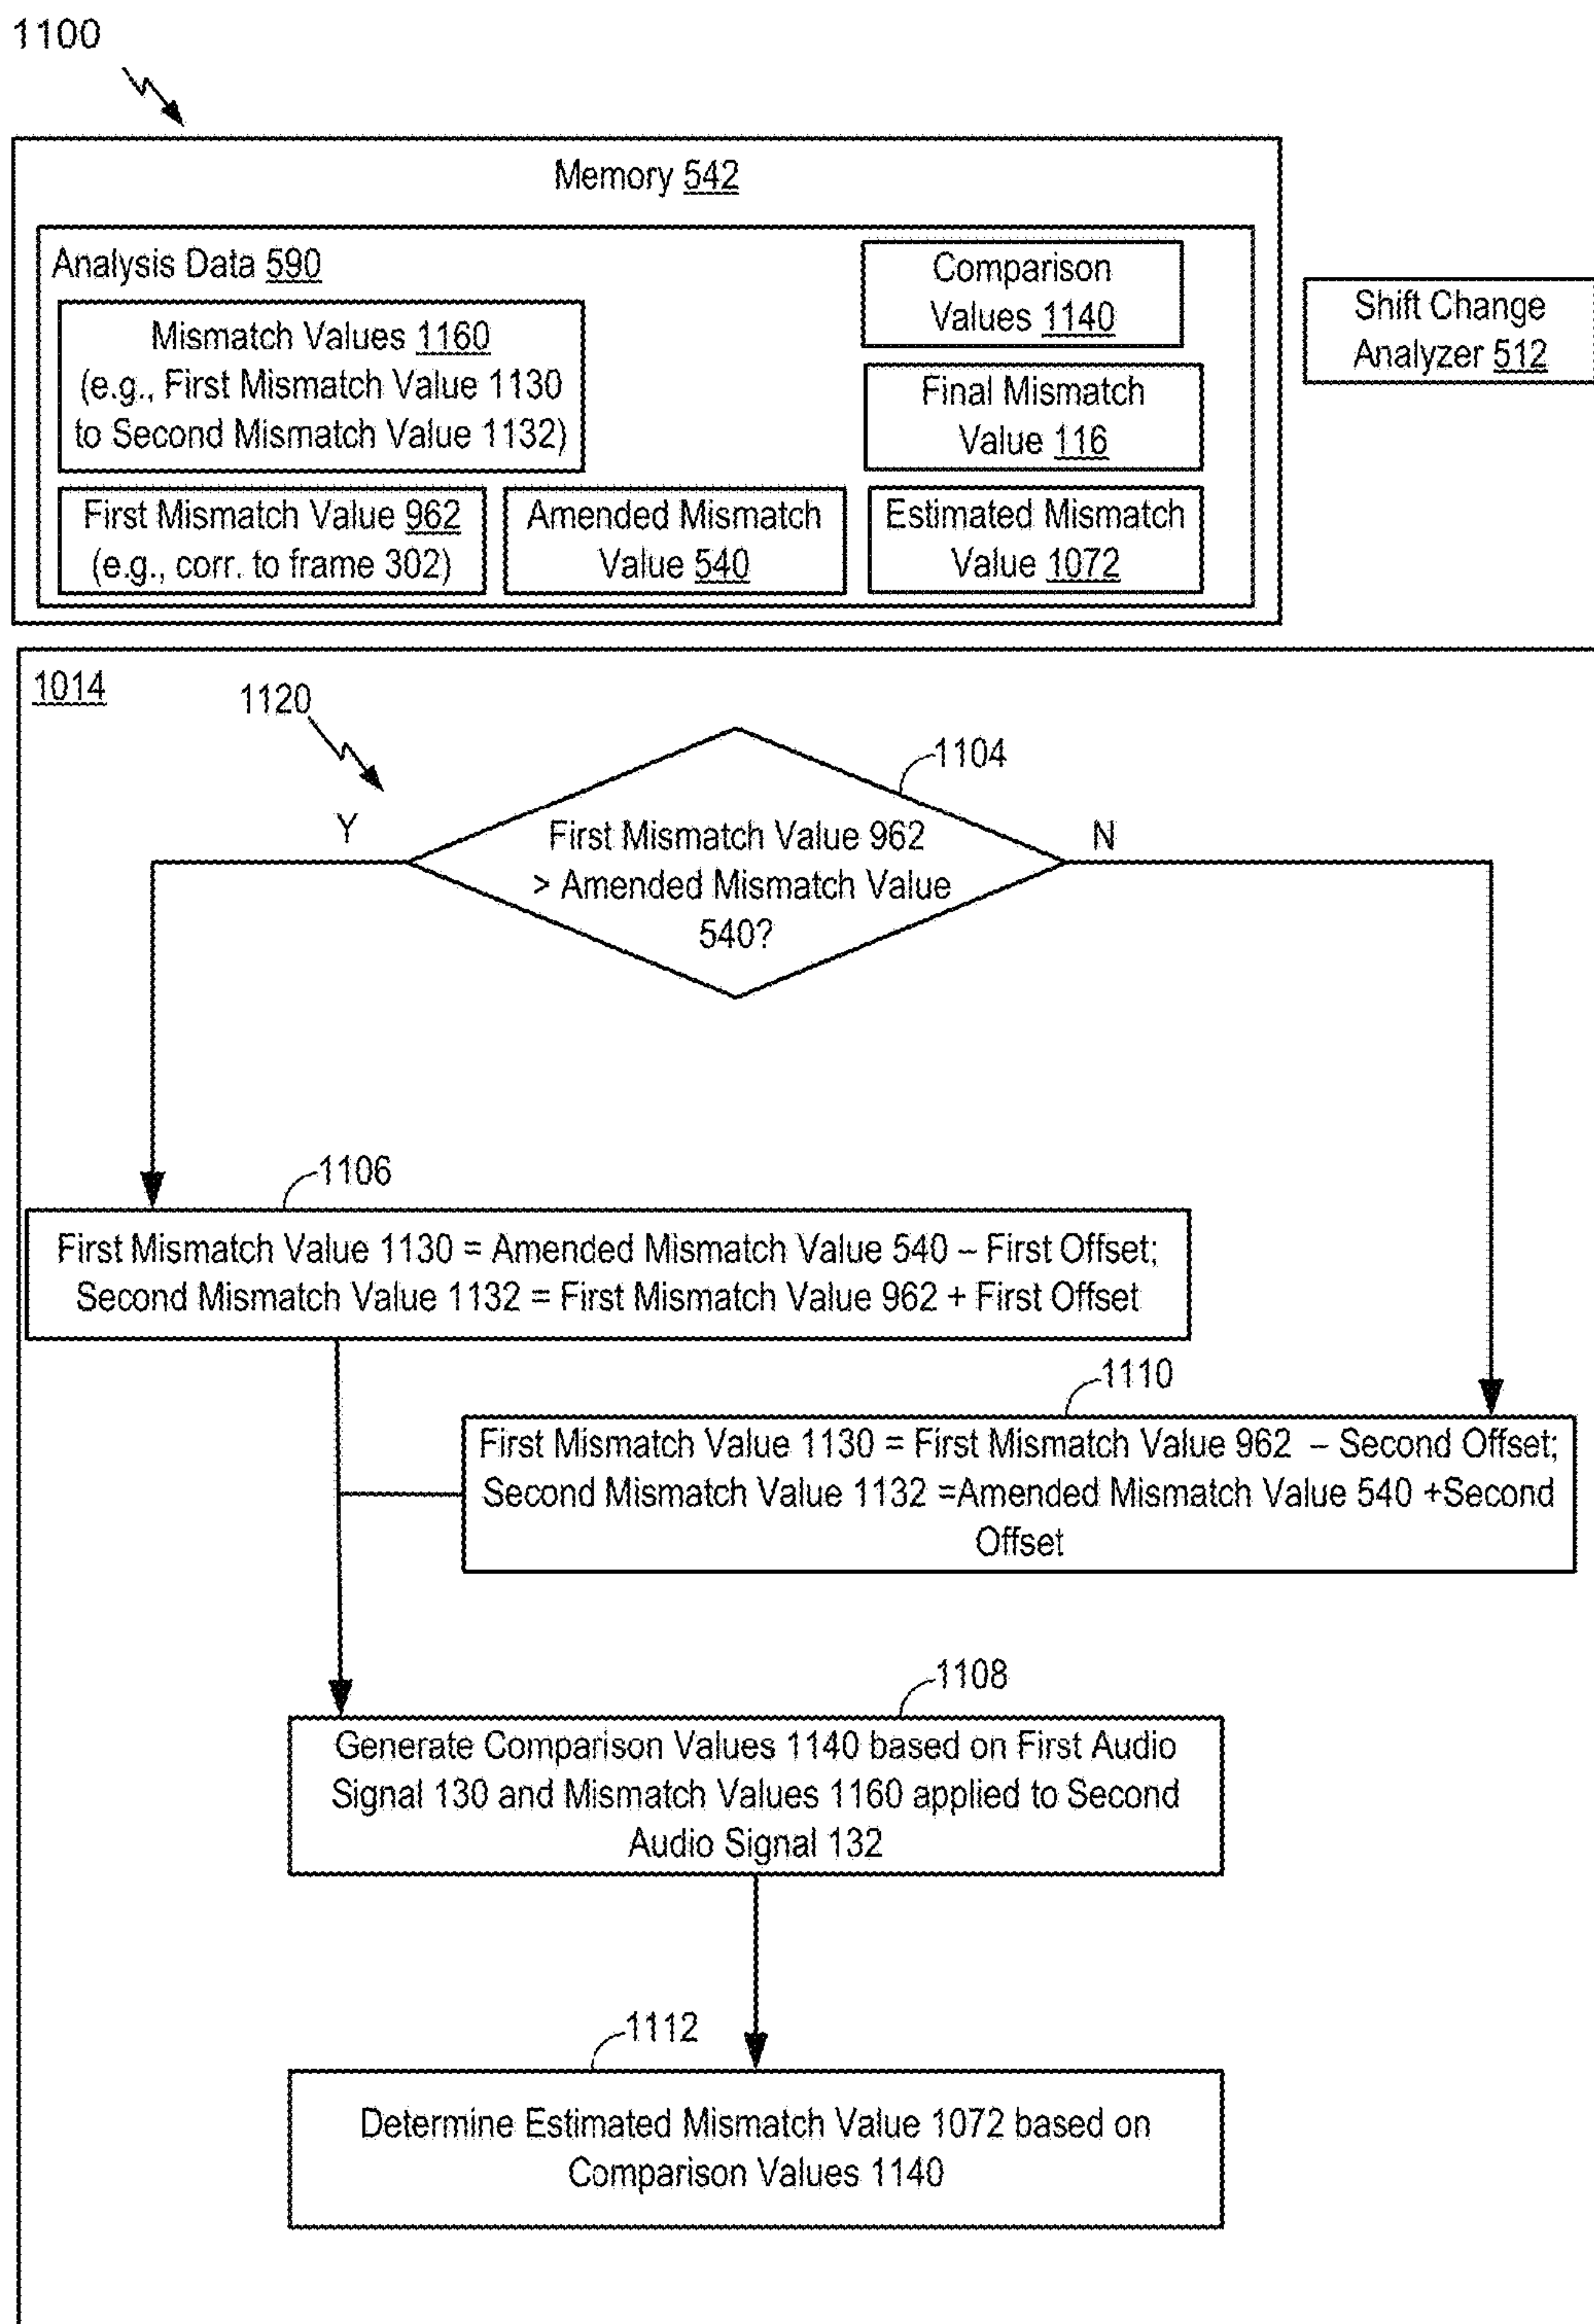 1100
Memory 542
Analysis Data 590
Mismatch Values 1160
(e.g., First Mismatch Value 1130
to Second Mismatch Value 1132)
Comparison
Values 1140
Final Mismatch
Value 116
First Mismatch Value 962
(e.g., corr. to frame 302)
Amended Mismatch
Value 540
Estimated Mismatch
Value 1072
Shift Change
Analyzer 512
1014
1120
1104
Y
First Mismatch Value 962
> Amended Mismatch Value
540?
N
1106
First Mismatch Value 1130 = Amended Mismatch Value 540 – First Offset;
Second Mismatch Value 1132 = First Mismatch Value 962 + First Offset
1110
First Mismatch Value 1130 = First Mismatch Value 962 – Second Offset;
Second Mismatch Value 1132 =Amended Mismatch Value 540 +Second
Offset
1108
Generate Comparison Values 1140 based on First Audio
Signal 130 and Mismatch Values 1160 applied to Second
Audio Signal 132
1112
Determine Estimated Mismatch Value 1072 based on
Comparison Values 1140